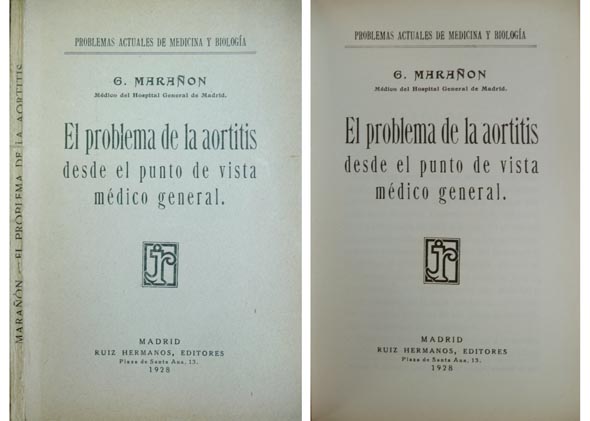 MARAÑÓN - EL PROBLEMA DE LA AORTITIS
PROBLEMAS ACTUALES DE MEDICINA Y BIOLOGÍA
G. MARAÑON
Médico del Hospital General de Madrid.
El problema de la aortitis
desde el punto de vista
médico general.
jr
MADRID
RUIZ HERMANOS, EDITORES
Plaza de Santa Ana, 13.
1928
PROBLEMAS ACTUALES DE MEDICINA Y BIOLOGÍA
G. MARAÑON
Médico del Hospital General de Madrid.
El problema de la aortitis
desde el punto de vista
médico general.
jr
MADRID
RUIZ HERMANOS, EDITORES
Plaza de Santa Ana, 13.
1928